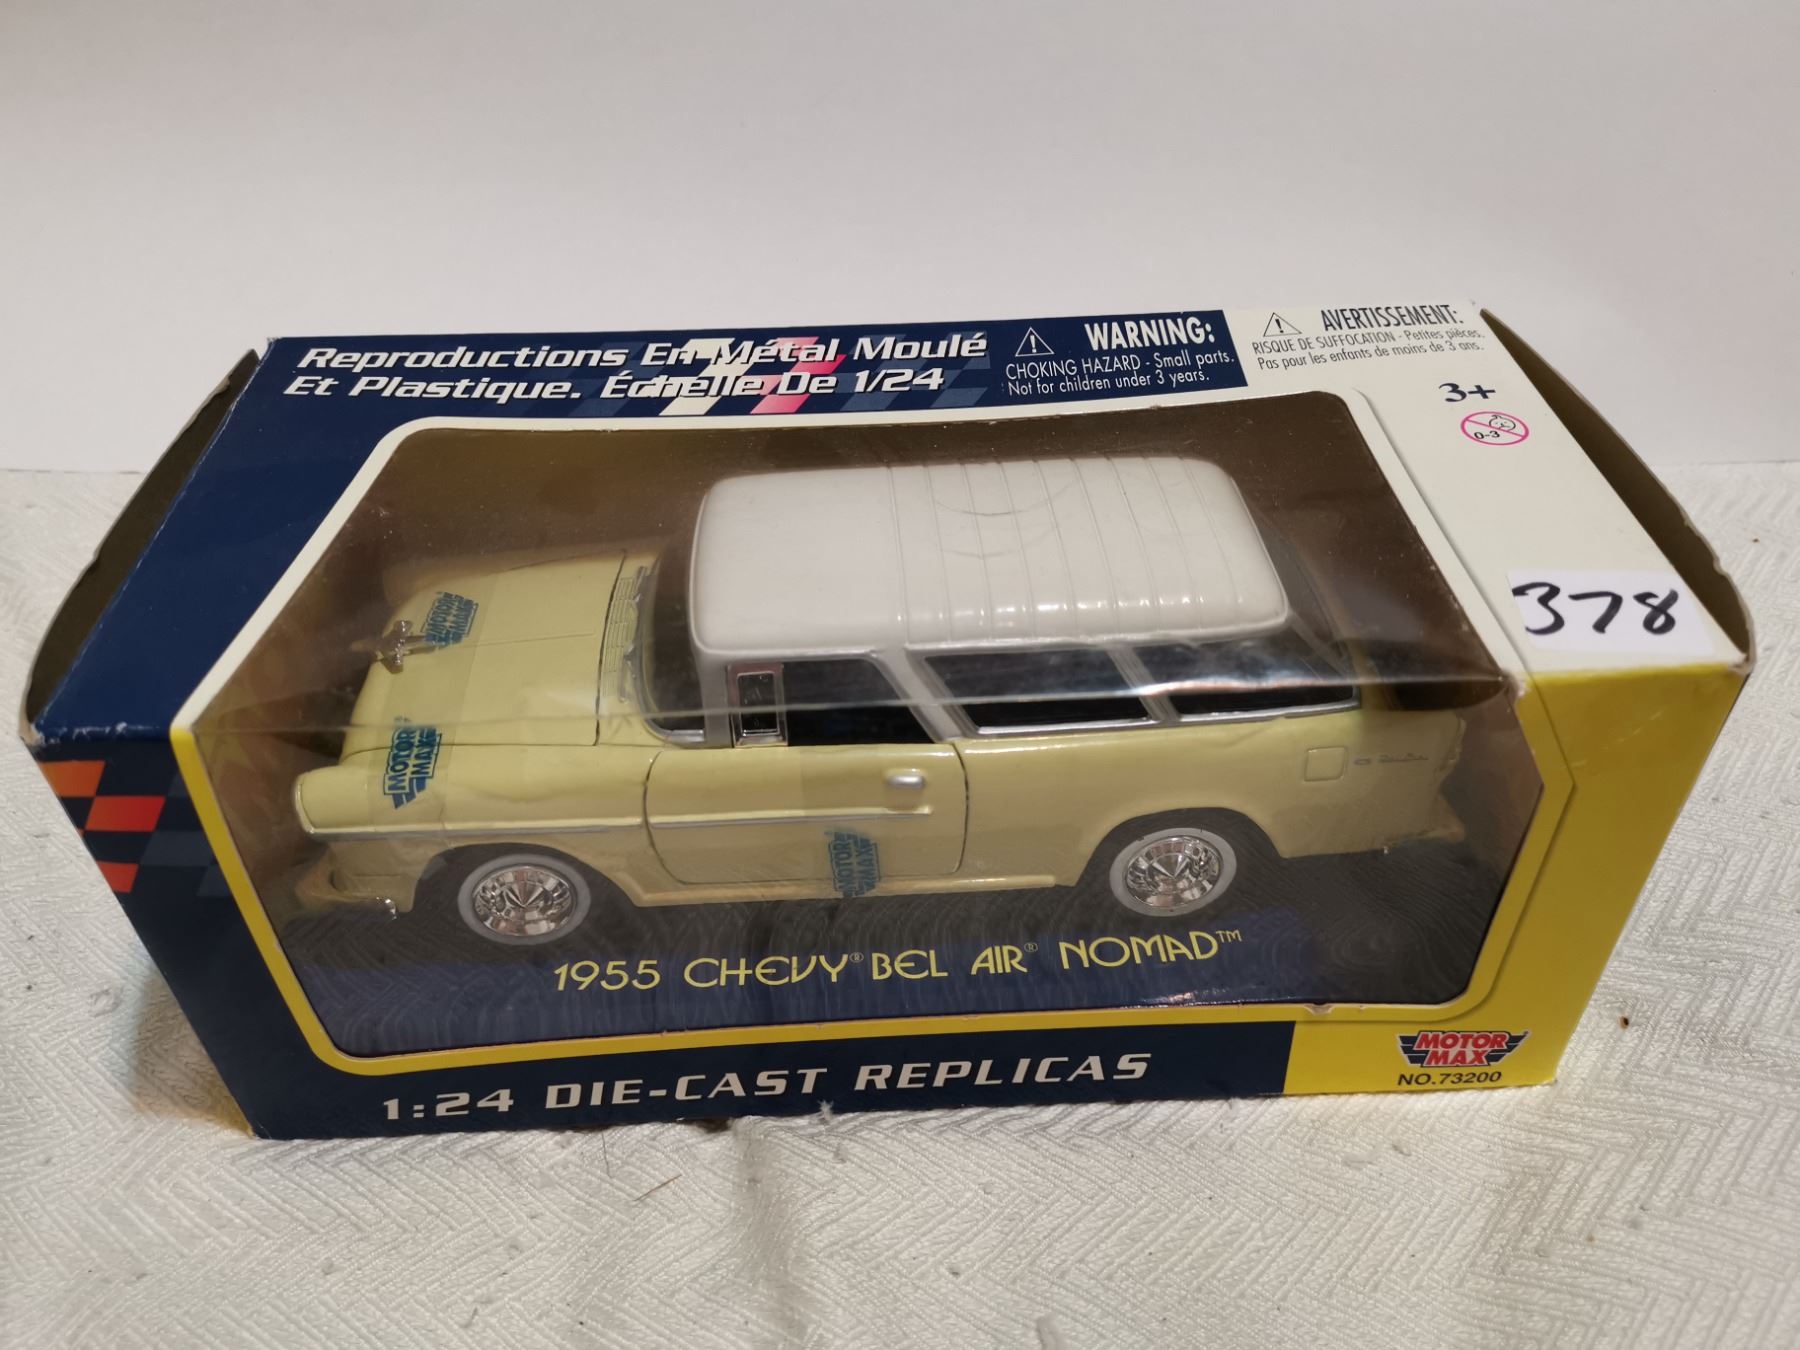 Reproductions En Métal Moulé
Et Plastique. Échelle De 1/24
WARNING:
CHOKING HAZARD - Small parts.
Not for children under 3 years.
AVERTISSEMENT:
RISQUE DE SUFFOCATION - Petites pièces.
Pas pour les enfants de moins de 3 ans.
3+
0-3
378
MOTOR
MAX
MOTOR
MAX
MOTOR
MAX
Bel Air
1955 CHEVY® BEL AIR® NOMAD™
1:24 DIE-CAST REPLICAS
MOTOR
MAX
NO.73200